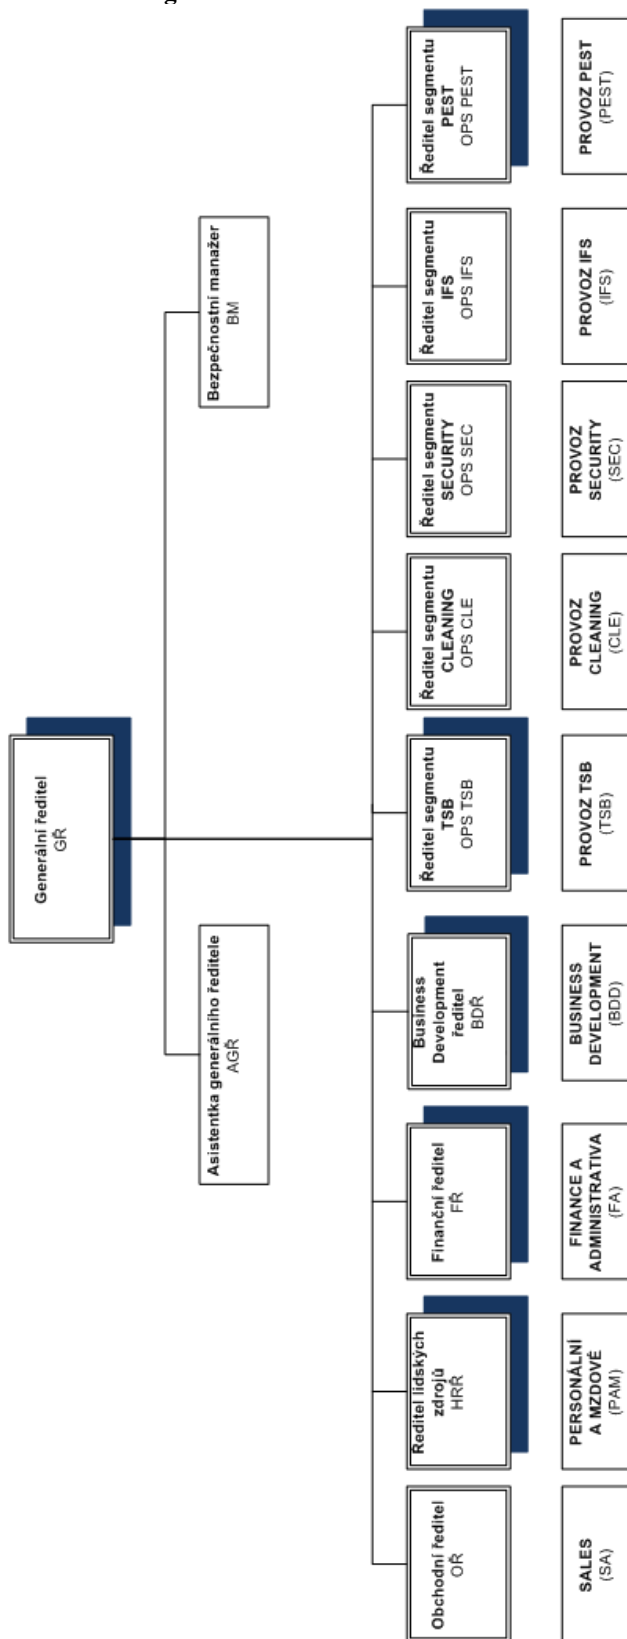 Generální ředitel
GŘ
Asistentka generálního ředitele
AGŘ
Bezpečnostní manažer
BM
Obchodní ředitel
OŘ
Ředitel lidských
zdrojů
HRŘ
Finanční ředitel
FŘ
Business
Development
ředitel
BDŘ
Ředitel segmentu
TSB
OPS TSB
Ředitel segmentu
CLEANING
OPS CLE
Ředitel segmentu
SECURITY
OPS SEC
Ředitel segmentu
IFS
OPS IFS
Ředitel segmentu
PEST
OPS PEST
SALES
(SA)
PERSONÁLNÍ
A MZDOVÉ
(PAM)
FINANCE A
ADMINISTRATIVA
(FA)
BUSINESS
DEVELOPMENT
(BDD)
PROVOZ TSB
(TSB)
PROVOZ
CLEANING
(CLE)
PROVOZ
SECURITY
(SEC)
PROVOZ IFS
(IFS)
PROVOZ PEST
(PEST)